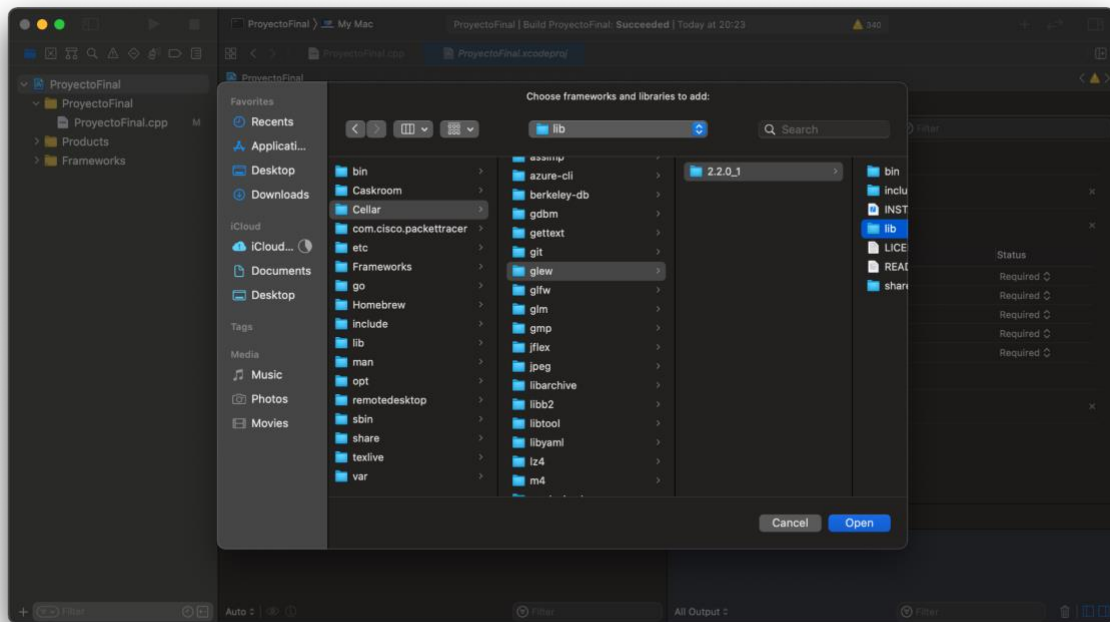 ProyectoFinal
My Mac
ProyectoFinal | Build ProyectoFinal: Succeeded | Today at 20:23
340
ProyectoFinal.cpp
ProyectoFinal.xcodeproj
ProyectoFinal
ProyectoFinal
ProyectoFinal
ProyectoFinal.cpp
M
Products
Frameworks
Choose frameworks and libraries to add:
lib
Search
Favorites
Recents
Applicati...
Desktop
Downloads
iCloud
iCloud...
Documents
Desktop
Tags
Media
Music
Photos
Movies
bin
Caskroom
Cellar
com.cisco.packettracer
etc
Frameworks
go
Homebrew
include
lib
man
opt
remotedesktop
sbin
share
texlive
var
assimp
azure-cli
berkeley-db
gdbm
gettext
git
glew
glfw
glm
gmp
jflex
jpeg
libarchive
libb2
libtool
libyaml
lz4
m4
2.2.0_1
bin
inclu
INST
lib
LICE
READ
share
Cancel
Open
Filter
Status
Required
Required
Required
Required
Required
Filter
Auto
Filter
All Output
Filter